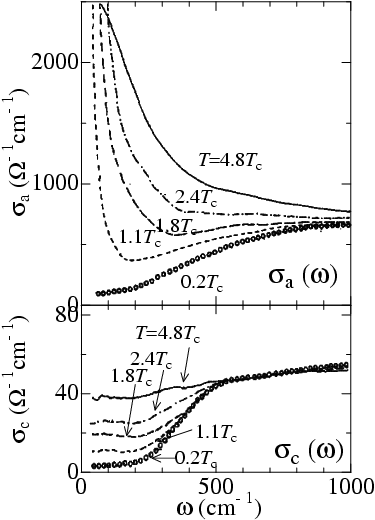 2000
1000
0
σa (Ω-1cm-1)
T=4.8Tc
2.4Tc
1.8Tc
1.1Tc
0.2Tc
σa (ω)
80
40
0
σc (Ω-1cm-1)
T=4.8Tc
2.4Tc
1.8Tc
1.1Tc
0.2Tc
σc (ω)
0 500 1000
ω(cm-1)